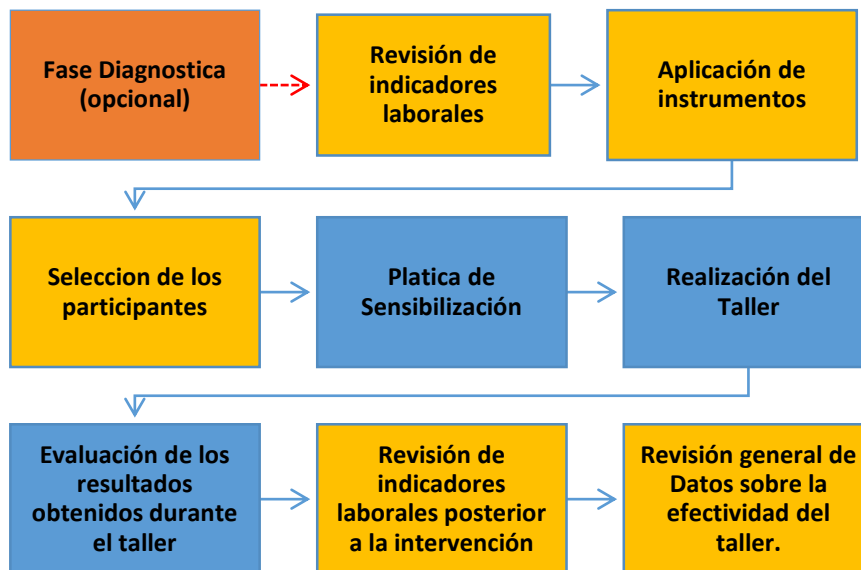 Fase Diagnostica
(opcional)
Revisión de
indicadores
laborales
Aplicación de
instrumentos
Seleccion de los
participantes
Platica de
Sensibilización
Realización del
Taller
Evaluación de los
resultados
obtenidos durante
el taller
Revisión de
indicadores
laborales posterior
a la intervención
Revisión general de
Datos sobre la
efectividad del
taller.